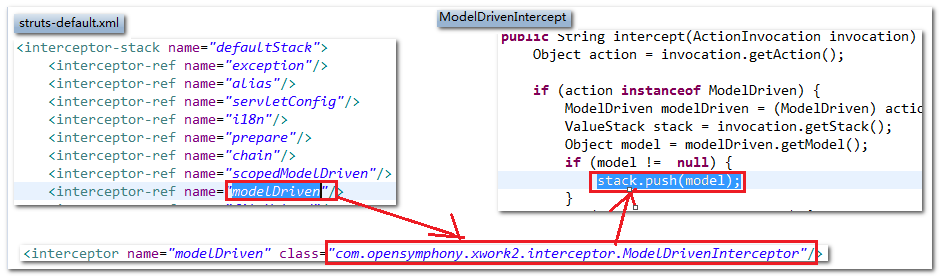 struts-default.xml
<interceptor-stack name="defaultStack">
<interceptor-ref name="exception"/>
<interceptor-ref name="alias"/>
<interceptor-ref name="servletConfig"/>
<interceptor-ref name="i18n"/>
<interceptor-ref name="prepare"/>
<interceptor-ref name="chain"/>
<interceptor-ref name="scopedModelDriven"/>
<interceptor-ref name="modelDriven"/>
ModelDrivenIntercept
public String intercept(ActionInvocation invocation)
Object action = invocation.getAction();
if (action instanceof ModelDriven) {
ModelDriven modelDriven = (ModelDriven) actio
ValueStack stack = invocation.getStack();
Object model = modelDriven.getModel();
if (model != null) {
stack.push(model);
}
<interceptor name="modelDriven" class="com.opensymphony.xwork2.interceptor.ModelDrivenInterceptor"/>